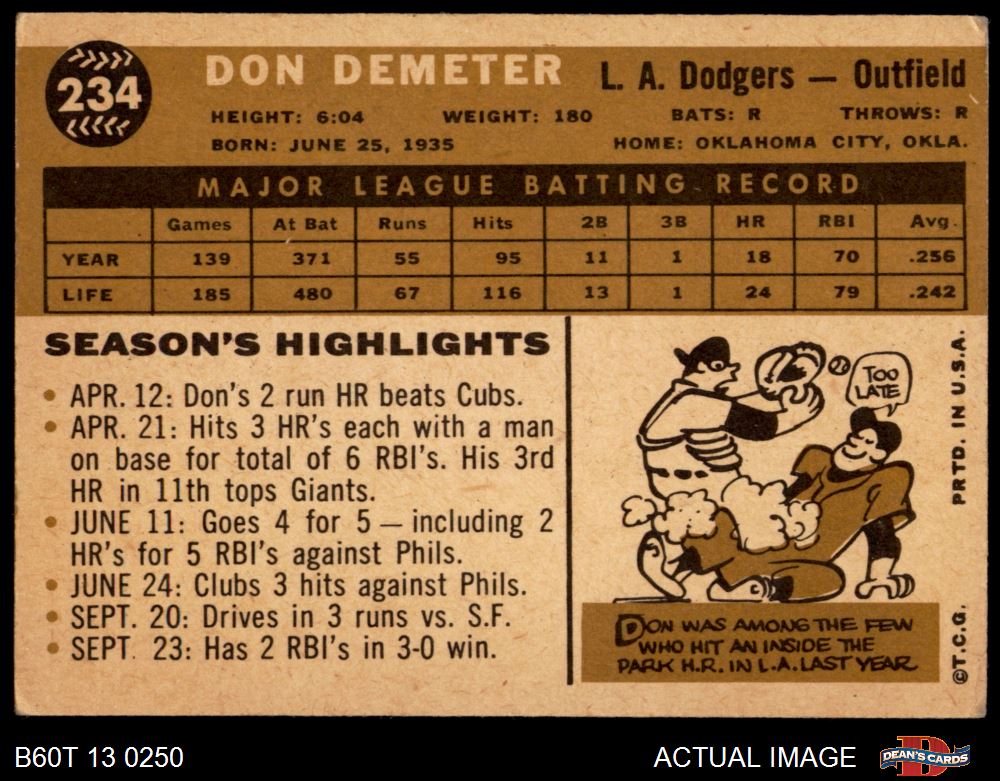 234
DON DEMETER
L. A. Dodgers — Outfield
HEIGHT: 6:04 WEIGHT: 180 BATS: R THROWS: R
BORN: JUNE 25, 1935 HOME: OKLAHOMA CITY, OKLA.
MAJOR LEAGUE BATTING RECORD
Games At Bat Runs Hits 2B 3B HR RBI Avg.
YEAR 139 371 55 95 11 1 18 70 .256
LIFE 185 480 67 116 13 1 24 79 .242
SEASON'S HIGHLIGHTS
• APR. 12: Don's 2 run HR beats Cubs.
• APR. 21: Hits 3 HR's each with a man
on base for total of 6 RBI's. His 3rd
HR in 11th tops Giants.
• JUNE 11: Goes 4 for 5 — including 2
HR's for 5 RBI's against Phils.
• JUNE 24: Clubs 3 hits against Phils.
• SEPT. 20: Drives in 3 runs vs. S.F.
• SEPT. 23: Has 2 RBI's in 3-0 win.
TOO
LATE
DON WAS AMONG THE FEW
WHO HIT AN INSIDE THE
PARK H.R. IN L.A. LAST YEAR
©T.C.G. PRTD. IN U.S.A.
B60T 13 0250
ACTUAL IMAGE
DEAN'S CARDS